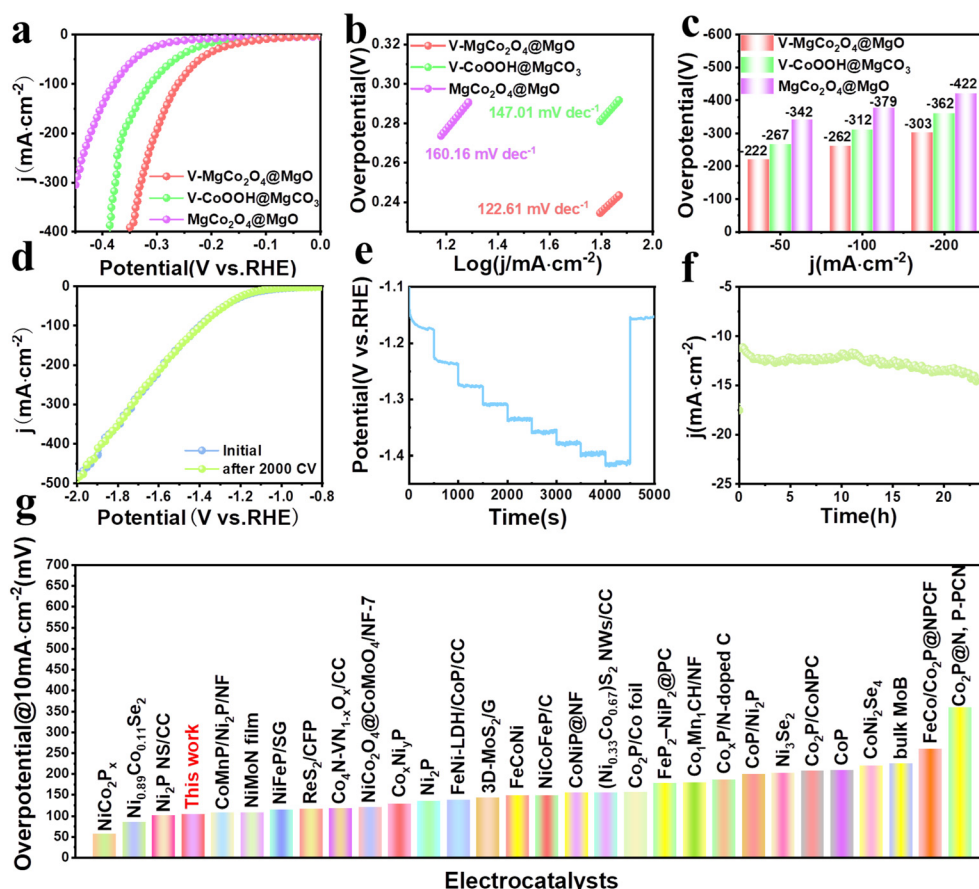 a
j (mA·cm-2)
0
-100
-200
-300
-400
-0.4
-0.3
-0.2
-0.1
0.0
V-MgCo2O4@MgO
V-CoOOH@MgCO3
MgCo2O4@MgO
Potential(V vs.RHE)
b
Overpotential(V)
0.32
0.30
0.28
0.26
0.24
1.2
1.4
1.6
1.8
2.0
V-MgCo2O4@MgO
V-CoOOH@MgCO3
MgCo2O4@MgO
147.01 mV dec-1
160.16 mV dec-1
122.61 mV dec-1
Log(j/mA·cm-2)
c
Overpotential(V)
-600
-500
-400
-300
-200
-100
0
V-MgCo2O4@MgO
V-CoOOH@MgCO3
MgCo2O4@MgO
-222
-267
-342
-262
-312
-379
-303
-362
-422
-50
-100
-200
j(mA·cm-2)
d
j (mA·cm-2)
0
-100
-200
-300
-400
-500
-2.0
-1.8
-1.6
-1.4
-1.2
-1.0
-0.8
Initial
after 2000 CV
Potential (V vs.RHE)
e
Potential(V vs.RHE)
-1.1
-1.2
-1.3
-1.4
0
1000
2000
3000
4000
5000
Time(s)
f
j(mA·cm-2)
-5
-10
-15
-20
-25
0
5
10
15
20
Time(h)
g
Overpotential@10mA·cm-2(mV)
700
650
600
550
500
450
400
350
300
250
200
150
100
50
0
NiCo2Px
Ni0.89Co0.11Se2
Ni2P NS/CC
This work
CoMnP/Ni2P/NF
NiMoN film
NiFeP/SG
ReS2/CFP
Co4N-VN1-xOx/CC
NiCo2O4@CoMoO4/NF-7
CoxNiyP
Ni2P
FeNi-LDH/CoP/CC
3D-MoS2/G
FeCoNi
NiCoFeP/C
CoNiP@NF
(Ni0.33Co0.67)S2 NWs/CC
Co2P/Co foil
FeP2–NiP2@PC
Co1Mn1CH/NF
CoxP/N-doped C
CoP/Ni2P
Ni3Se2
Co2P/CoNPC
CoP
CoNi2Se4
bulk MoB
FeCo/Co2P@NPCF
Co2P@N, P-PCN
Electrocatalysts